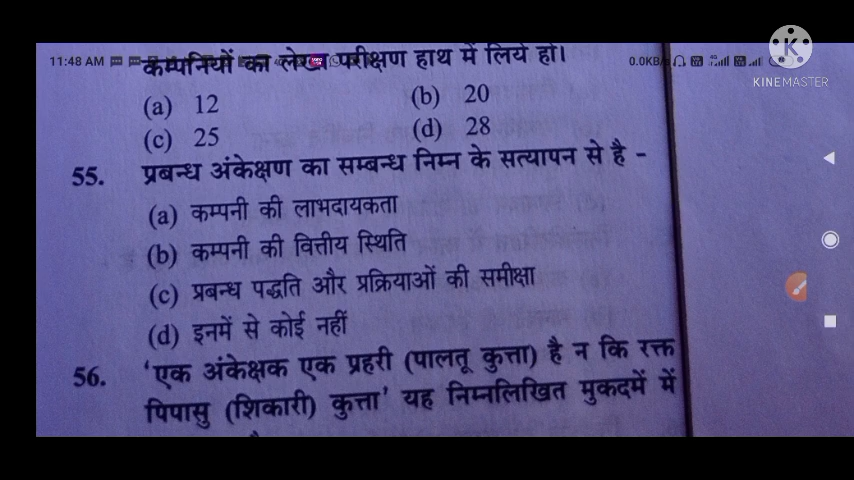 11:48 AM
0.0KB/
KINEMASTER
कम्पनियों का लेखा परीक्षण हाथ में लिये हो।
(a) 12 (b) 20
(c) 25 (d) 28
55. प्रबन्ध अंकेक्षण का सम्बन्ध निम्न के सत्यापन से है -
(a) कम्पनी की लाभदायकता
(b) कम्पनी की वित्तीय स्थिति
(c) प्रबन्ध पद्धति और प्रक्रियाओं की समीक्षा
(d) इनमें से कोई नहीं
56. 'एक अंकेक्षक एक प्रहरी (पालतू कुत्ता) है न कि रक्त
पिपासु (शिकारी) कुत्ता' यह निम्नलिखित मुकदमें में